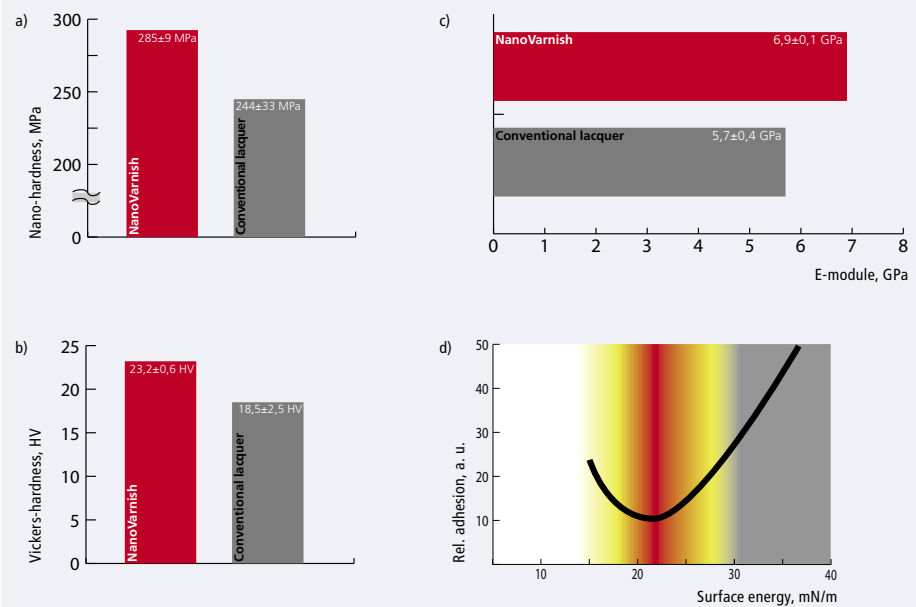 a)
Nano-hardness, MPa
300
250
200
0
285±9 MPa
NanoVarnish
244±33 MPa
Conventional lacquer
c)
NanoVarnish
6,9±0,1 GPa
Conventional lacquer
5,7±0,4 GPa
0 1 2 3 4 5 6 7 8
E-module, GPa
b)
Vickers-hardness, HV
25
20
15
10
5
0
23,2±0,6 HV
NanoVarnish
18,5±2,5 HV
Conventional lacquer
d)
Rel. adhesion, a. u.
50
40
30
20
10
10 20 30 40
Surface energy, mN/m